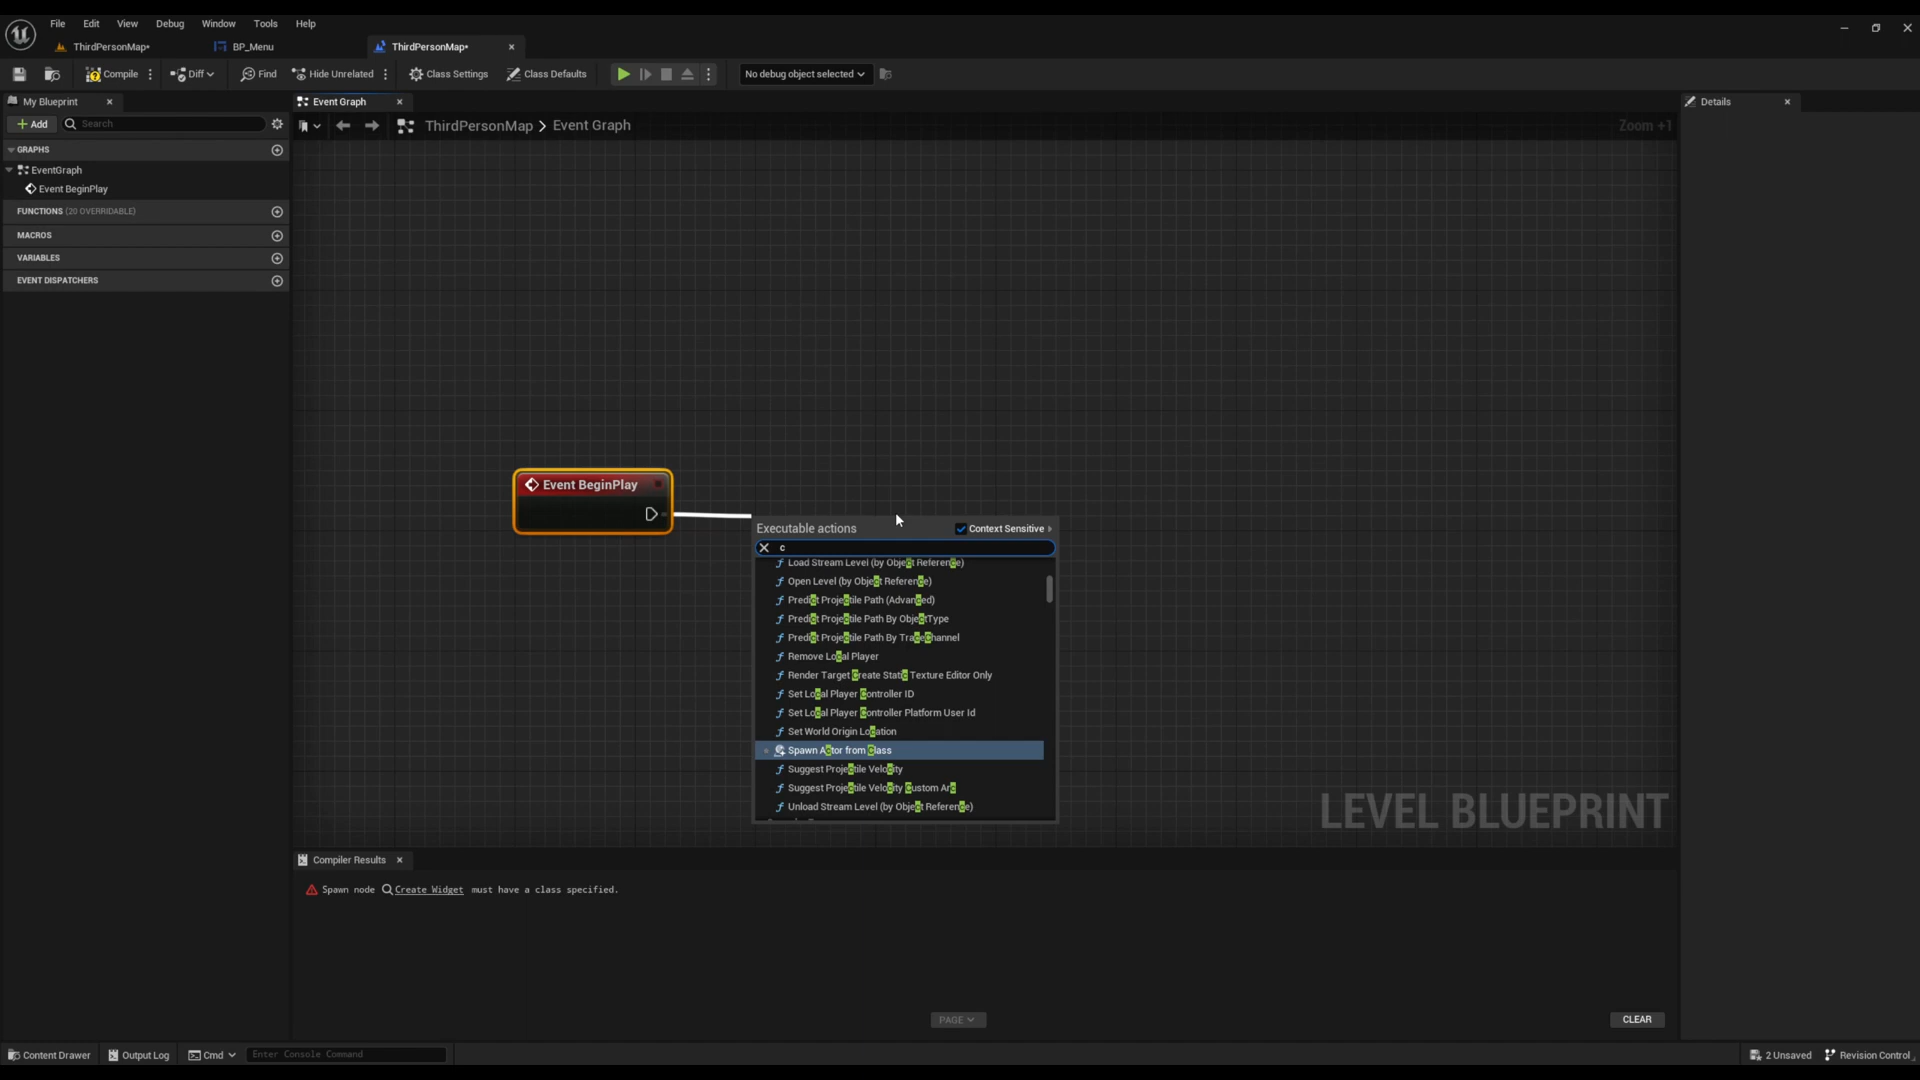 File Edit View Debug Window Tools Help
ThirdPersonMap* BP_Menu ThirdPersonMap*
Compile Diff Find Hide Unrelated Class Settings Class Defaults No debug object selected
My Blueprint Event Graph Details
Add Search ThirdPersonMap > Event Graph Zoom +1
GRAPHS
EventGraph
Event BeginPlay
FUNCTIONS (20 OVERRIDABLE)
MACROS
VARIABLES
EVENT DISPATCHERS
Event BeginPlay
Executable actions Context Sensitive
c
Load Stream Level (by Object Reference)
Open Level (by Object Reference)
Predict Projectile Path (Advanced)
Predict Projectile Path By ObjectType
Predict Projectile Path By TraceChannel
Remove Local Player
Render Target Create Static Texture Editor Only
Set Local Player Controller ID
Set Local Player Controller Platform User Id
Set World Origin Location
Spawn Actor from Class
Suggest Projectile Velocity
Suggest Projectile Velocity Custom Arc
Unload Stream Level (by Object Reference)
LEVEL BLUEPRINT
Compiler Results
Spawn node Create Widget must have a class specified.
PAGE CLEAR
Content Drawer Output Log Cmd Enter Console Command 2 Unsaved Revision Control